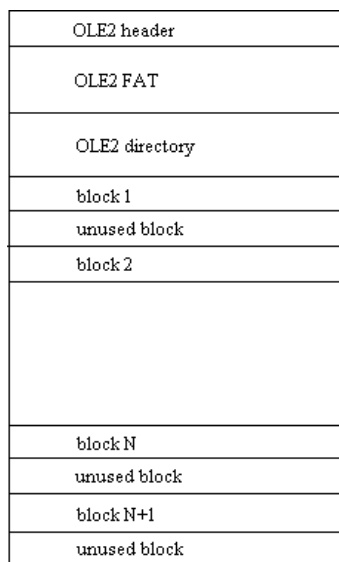 OLE2 header
OLE2 FAT
OLE2 directory
block 1
unused block
block 2
block N
unused block
block N+1
unused block